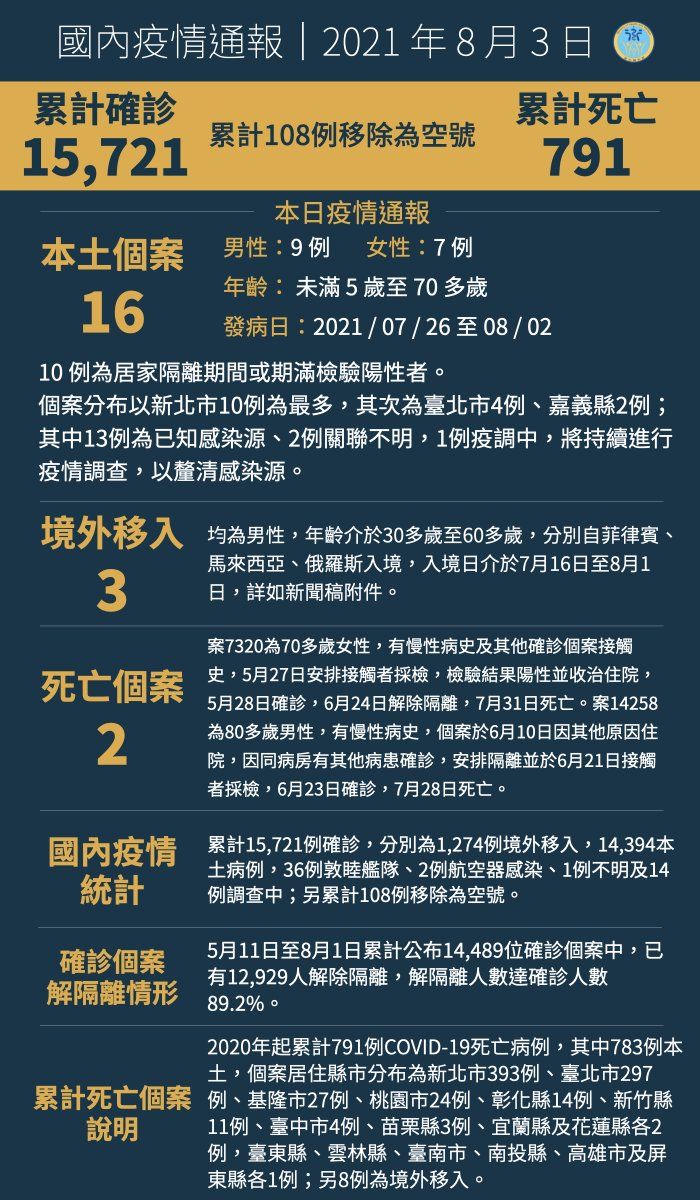 國內疫情通報｜2021 年 8 月 3 日
累計確診
15,721
累計108例移除為空號
累計死亡
791
本日疫情通報
本土個案
16
男性：9 例 女性：7 例
年齡： 未滿 5 歲至 70 多歲
發病日：2021 / 07 / 26 至 08 / 02
10 例為居家隔離期間或期滿檢驗陽性者。
個案分布以新北市10例為最多，其次為臺北市4例、嘉義縣2例；
其中13例為已知感染源、2例關聯不明，1例疫調中，將持續進行
疫情調查，以釐清感染源。
境外移入
3
均為男性，年齡介於30多歲至60多歲，分別自菲律賓、
馬來西亞、俄羅斯入境，入境日介於7月16日至8月1
日，詳如新聞稿附件。
死亡個案
2
案7320為70多歲女性，有慢性病史及其他確診個案接觸
史，5月27日安排接觸者採檢，檢驗結果陽性並收治住院，
5月28日確診，6月24日解除隔離，7月31日死亡。案14258
為80多歲男性，有慢性病史，個案於6月10日因其他原因住
院，因同病房有其他病患確診，安排隔離並於6月21日接觸
者採檢，6月23日確診，7月28日死亡。
國內疫情
統計
累計15,721例確診，分別為1,274例境外移入，14,394本
土病例，36例敦睦艦隊、2例航空器感染、1例不明及14
例調查中；另累計108例移除為空號。
確診個案
解隔離情形
5月11日至8月1日累計公布14,489位確診個案中，已
有12,929人解除隔離，解隔離人數達確診人數
89.2%。
累計死亡個案
說明
2020年起累計791例COVID-19死亡病例，其中783例本
土，個案居住縣市分布為新北市393例、臺北市297
例、基隆市27例、桃園市24例、彰化縣14例、新竹縣
11例、臺中市4例、苗栗縣3例、宜蘭縣及花蓮縣各2
例，臺東縣、雲林縣、臺南市、南投縣、高雄市及屏
東縣各1例；另8例為境外移入。